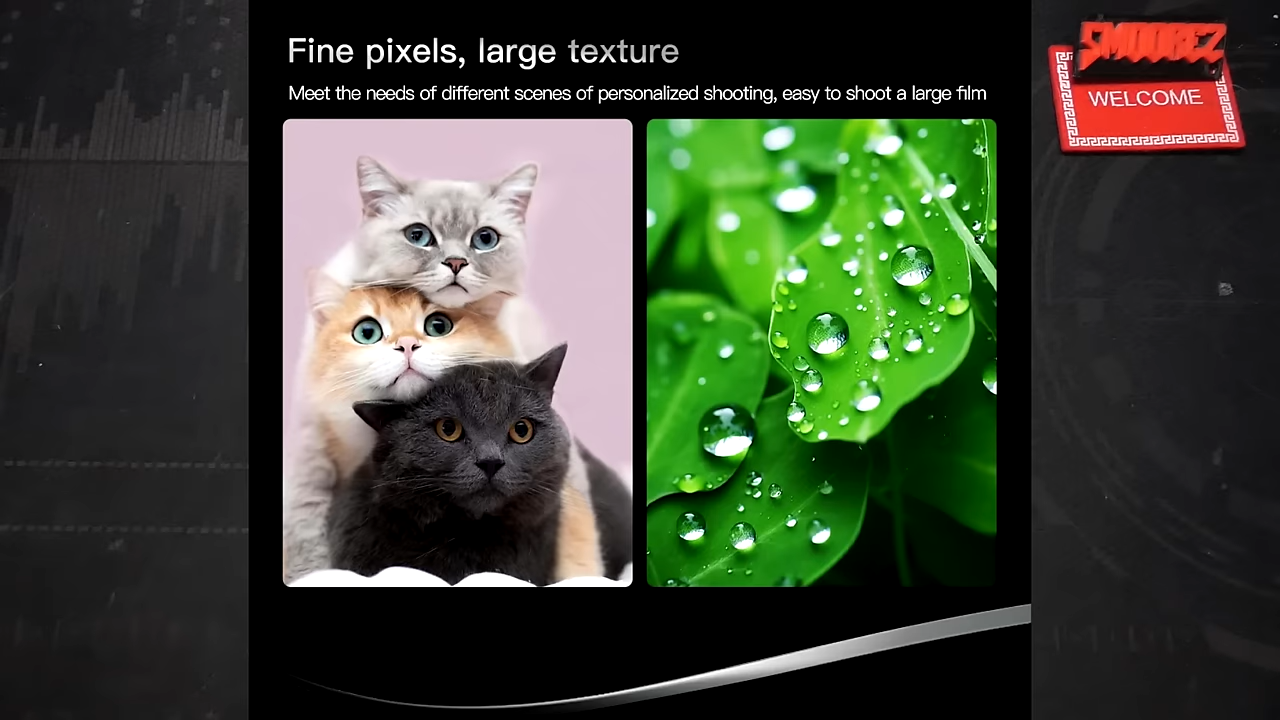 Fine pixels, large texture
Meet the needs of different scenes of personalized shooting, easy to shoot a large film
SMOOREZ
WELCOME